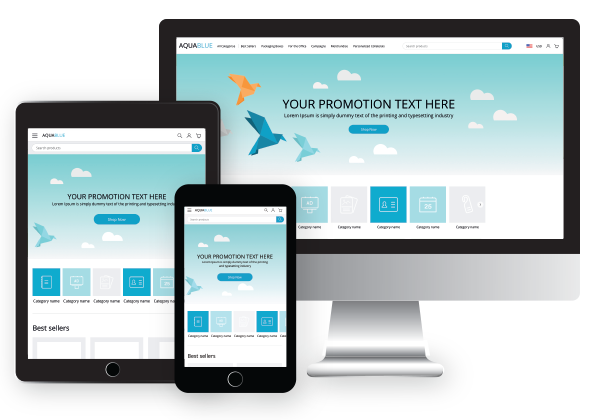 AQUABLUE
All Categories Best Sellers Packaging Boxes For the Office Campaigns Merchandise Personalized Collaterals
Search products
USD
YOUR PROMOTION TEXT HERE
Lorem Ipsum is simply dummy text of the printing and typesetting industry
Shop Now
Category name Category name Category name Category name Category name
AQUABLUE
Search products
YOUR PROMOTION TEXT HERE
Lorem Ipsum is simply dummy text of the printing
Shop Now
Category name Category name Category name Category name Category name
Best sellers
AQUABLUE
Search products
YOUR PROMOTION TEXT HERE
Lorem Ipsum is simply dummy text of the printing
and typesetting industry
Shop Now
Category name Category name Category name Category name
Best sellers